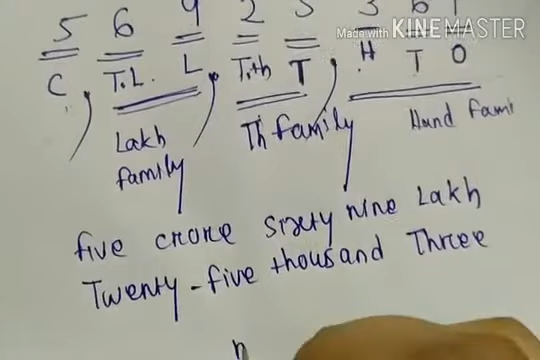 Made with KINEMASTER
5 6 9 2 5 3 6 1
C T.L. L T.th T H T O
Lakh family Th family Hund fami
five crore sixty nine Lakh
Twenty-five thousand Three